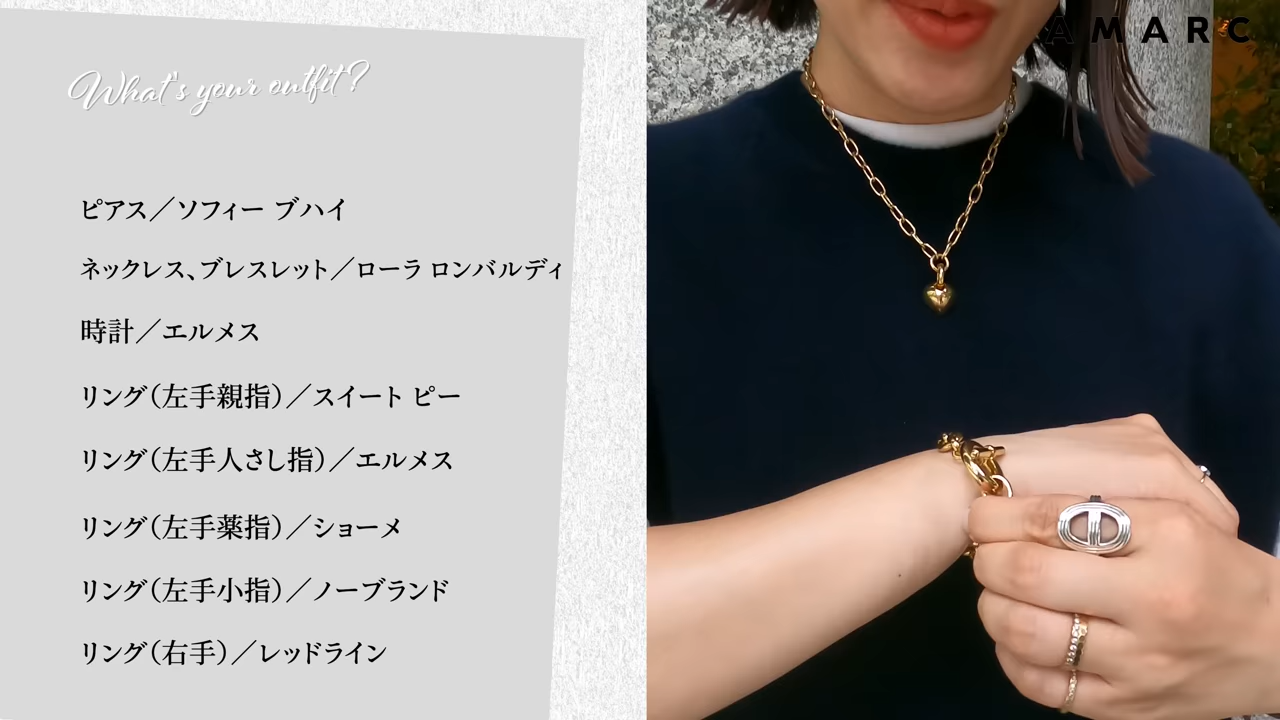 What's your outfit?
ピアス／ソフィー ブハイ
ネックレス、ブレスレット／ローラ ロンバルディ
時計／エルメス
リング（左手親指）／スイート ピー
リング（左手人さし指）／エルメス
リング（左手薬指）／ショーメ
リング（左手小指）／ノーブランド
リング（右手）／レッドライン
AMARC